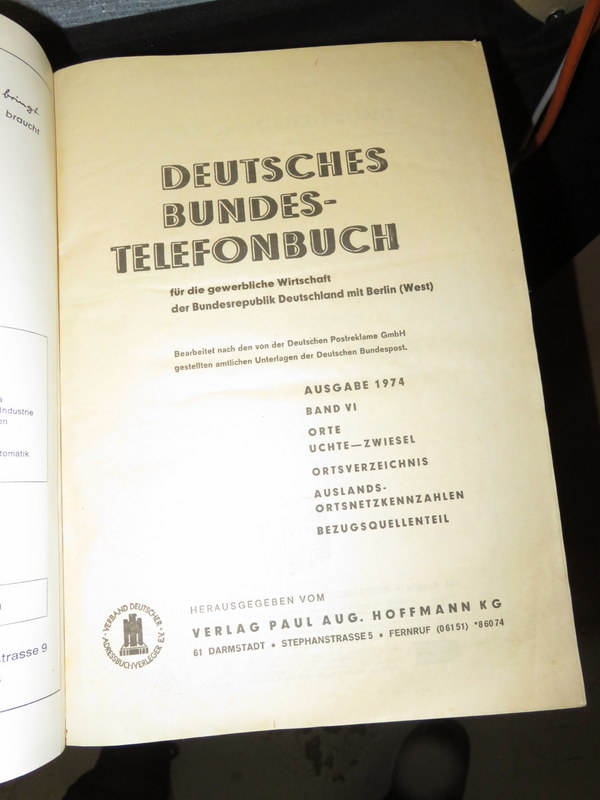 bringt
braucht
Industrie
en
tomatik
strasse 9
DEUTSCHES
BUNDES-
TELEFONBUCH
für die gewerbliche Wirtschaft
der Bundesrepublik Deutschland mit Berlin (West)
Bearbeitet nach den von der Deutschen Postreklame GmbH
gestellten amtlichen Unterlagen der Deutschen Bundespost.
AUSGABE 1974
BAND VI
ORTE
UCHTE—ZWIESEL
ORTSVERZEICHNIS
AUSLANDS-
ORTSNETZKENNZAHLEN
BEZUGSQUELLENTEIL
VERBAND DEUTSCHER
ADRESSBUCHVERLEGER E.V.
HERAUSGEGEBEN VOM
VERLAG PAUL AUG. HOFFMANN KG
61 DARMSTADT • STEPHANSTRASSE 5 • FERNRUF (06151) *86074